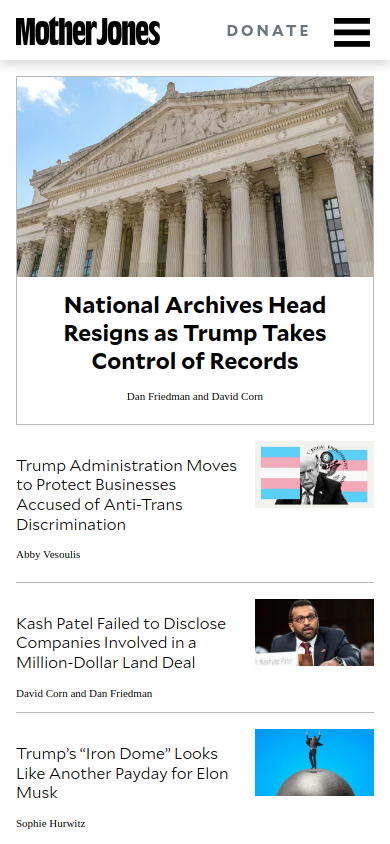 Mother Jones
DONATE
National Archives Head
Resigns as Trump Takes
Control of Records
Dan Friedman and David Corn
Trump Administration Moves
to Protect Businesses
Accused of Anti-Trans
Discrimination
Abby Vesoulis
Kash Patel Failed to Disclose
Companies Involved in a
Million-Dollar Land Deal
David Corn and Dan Friedman
Trump’s “Iron Dome” Looks
Like Another Payday for Elon
Musk
Sophie Hurwitz